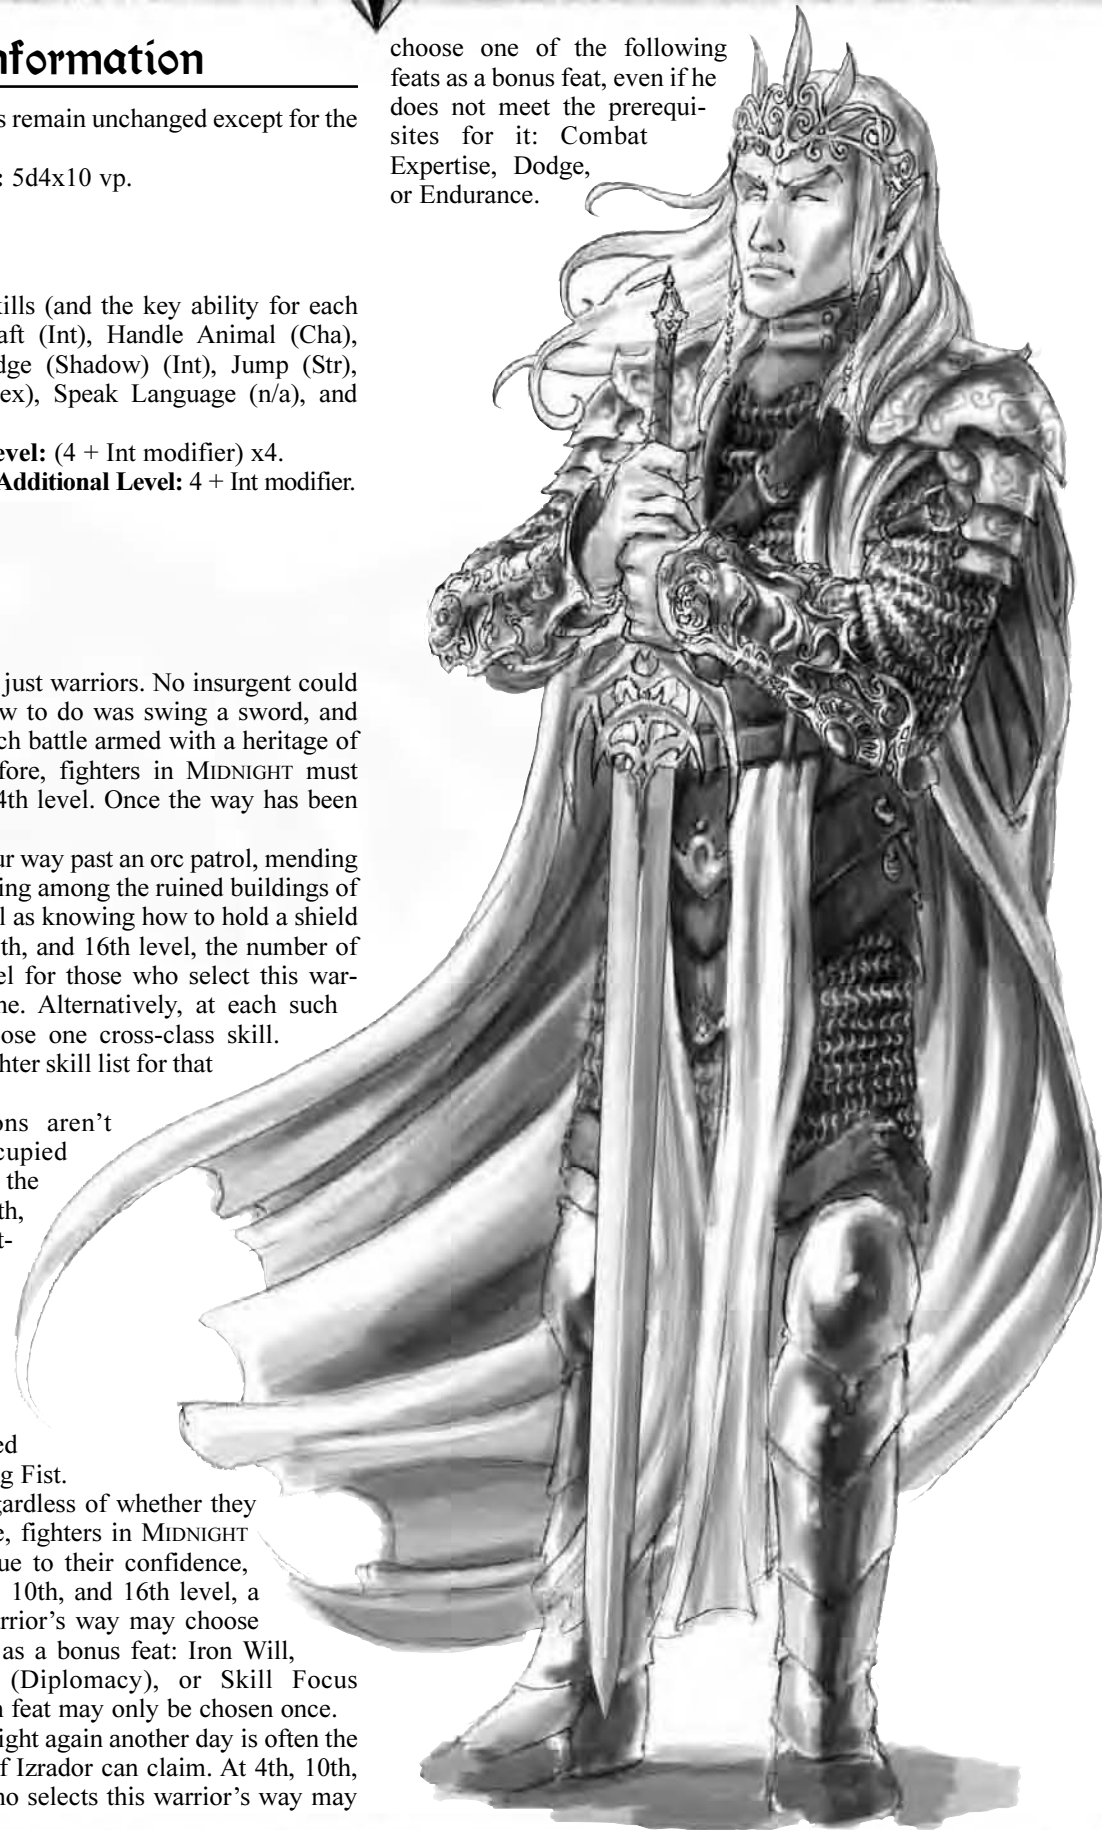 nformation
s remain unchanged except for the
: 5d4x10 vp.
kills (and the key ability for each
aft (Int), Handle Animal (Cha),
dge (Shadow) (Int), Jump (Str),
ex), Speak Language (n/a), and
evel: (4 + Int modifier) x4.
Additional Level: 4 + Int modifier.
just warriors. No insurgent could
w to do was swing a sword, and
ch battle armed with a heritage of
fore, fighters in MIDNIGHT must
4th level. Once the way has been
ur way past an orc patrol, mending
ing among the ruined buildings of
l as knowing how to hold a shield
th, and 16th level, the number of
el for those who select this war-
ne. Alternatively, at each such
ose one cross-class skill.
ghter skill list for that
ons aren't
cupied
the
th,
t-
ed
g Fist.
gardless of whether they
e, fighters in MIDNIGHT
ue to their confidence,
10th, and 16th level, a
rrior's way may choose
as a bonus feat: Iron Will,
(Diplomacy), or Skill Focus
h feat may only be chosen once.
ight again another day is often the
f Izrador can claim. At 4th, 10th,
ho selects this warrior's way may
choose one of the following
feats as a bonus feat, even if he
does not meet the prerequi-
sites for it: Combat
Expertise, Dodge,
or Endurance.